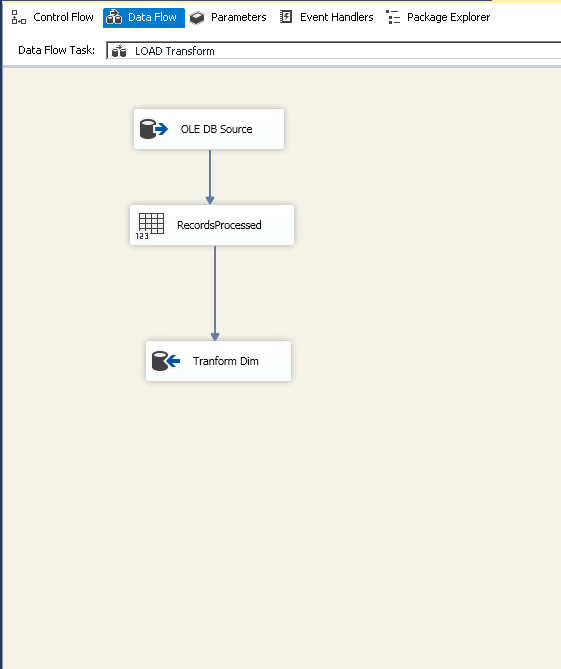 Control Flow Data Flow Parameters Event Handlers Package Explorer
Data Flow Task: LOAD Transform
OLE DB Source
123 RecordsProcessed
Tranform Dim